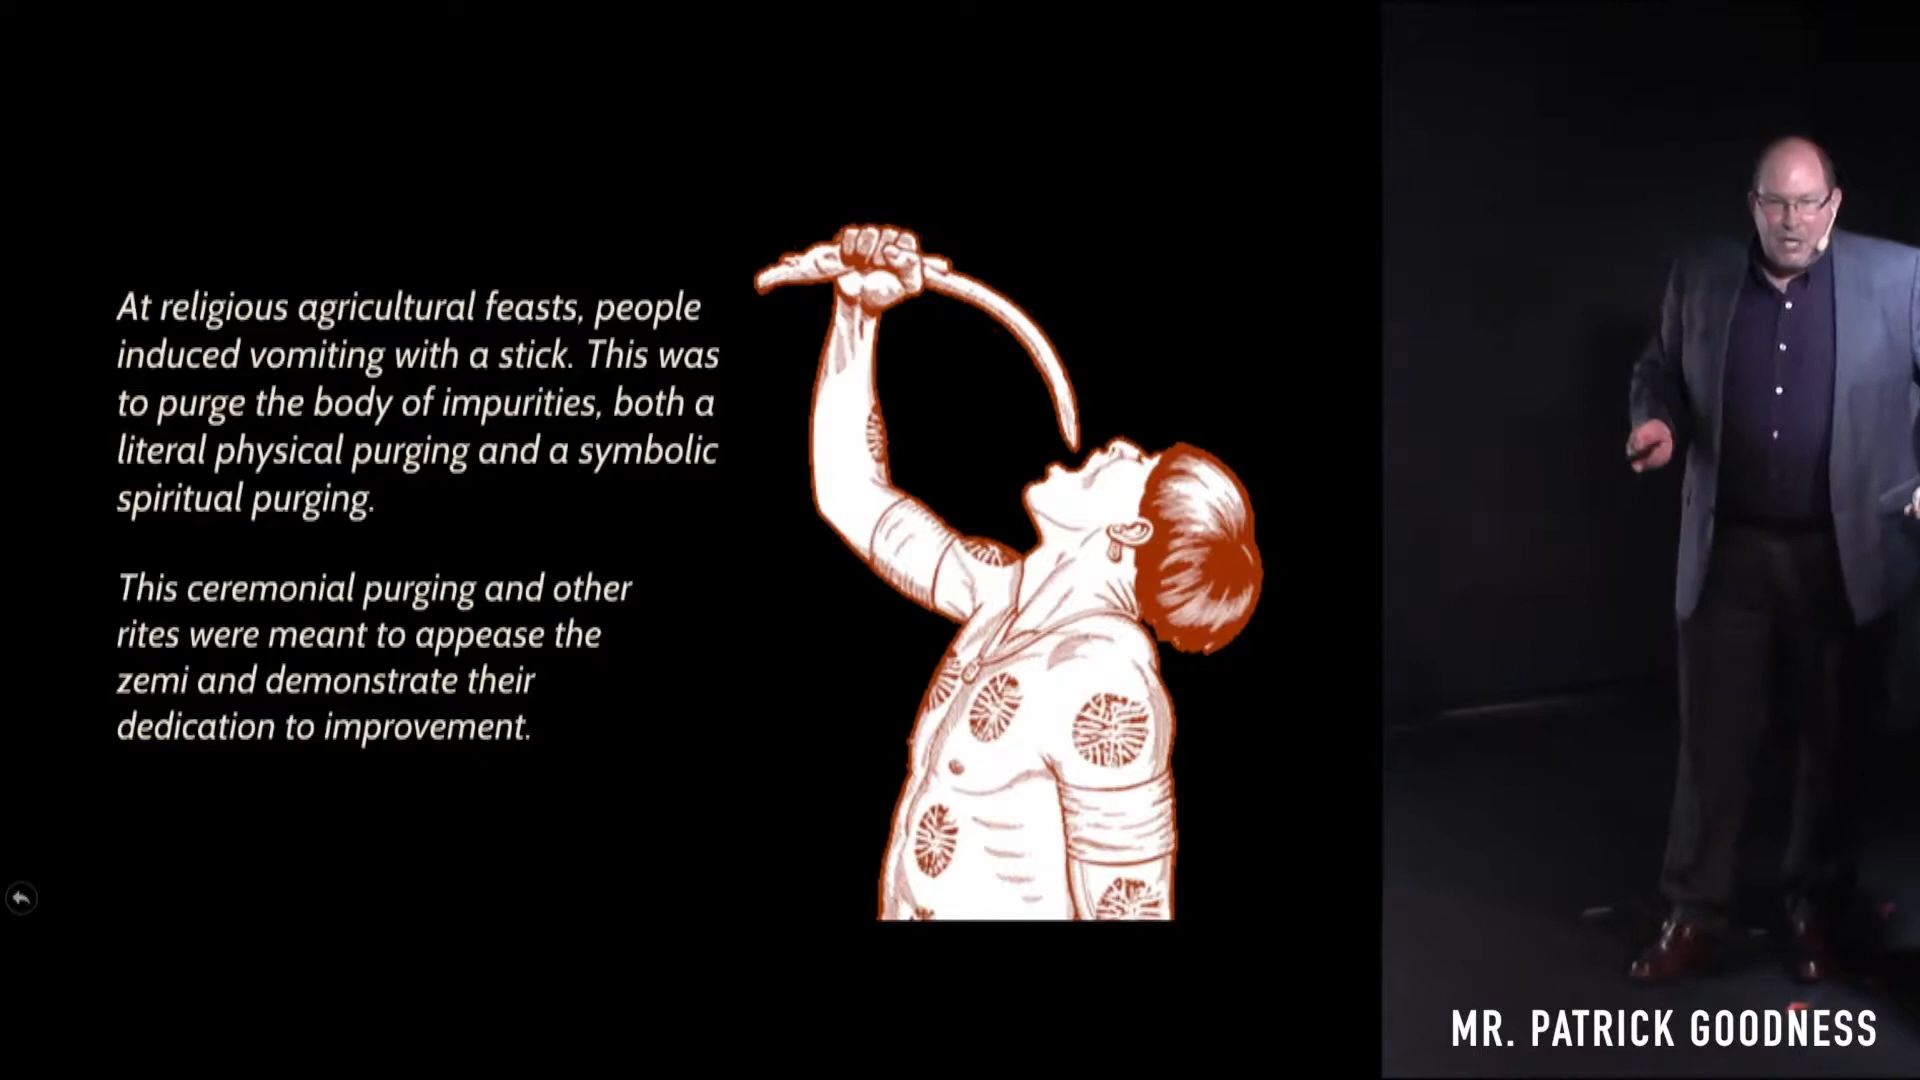 At religious agricultural feasts, people
induced vomiting with a stick. This was
to purge the body of impurities, both a
literal physical purging and a symbolic
spiritual purging.
This ceremonial purging and other
rites were meant to appease the
zemi and demonstrate their
dedication to improvement.
MR. PATRICK GOODNESS